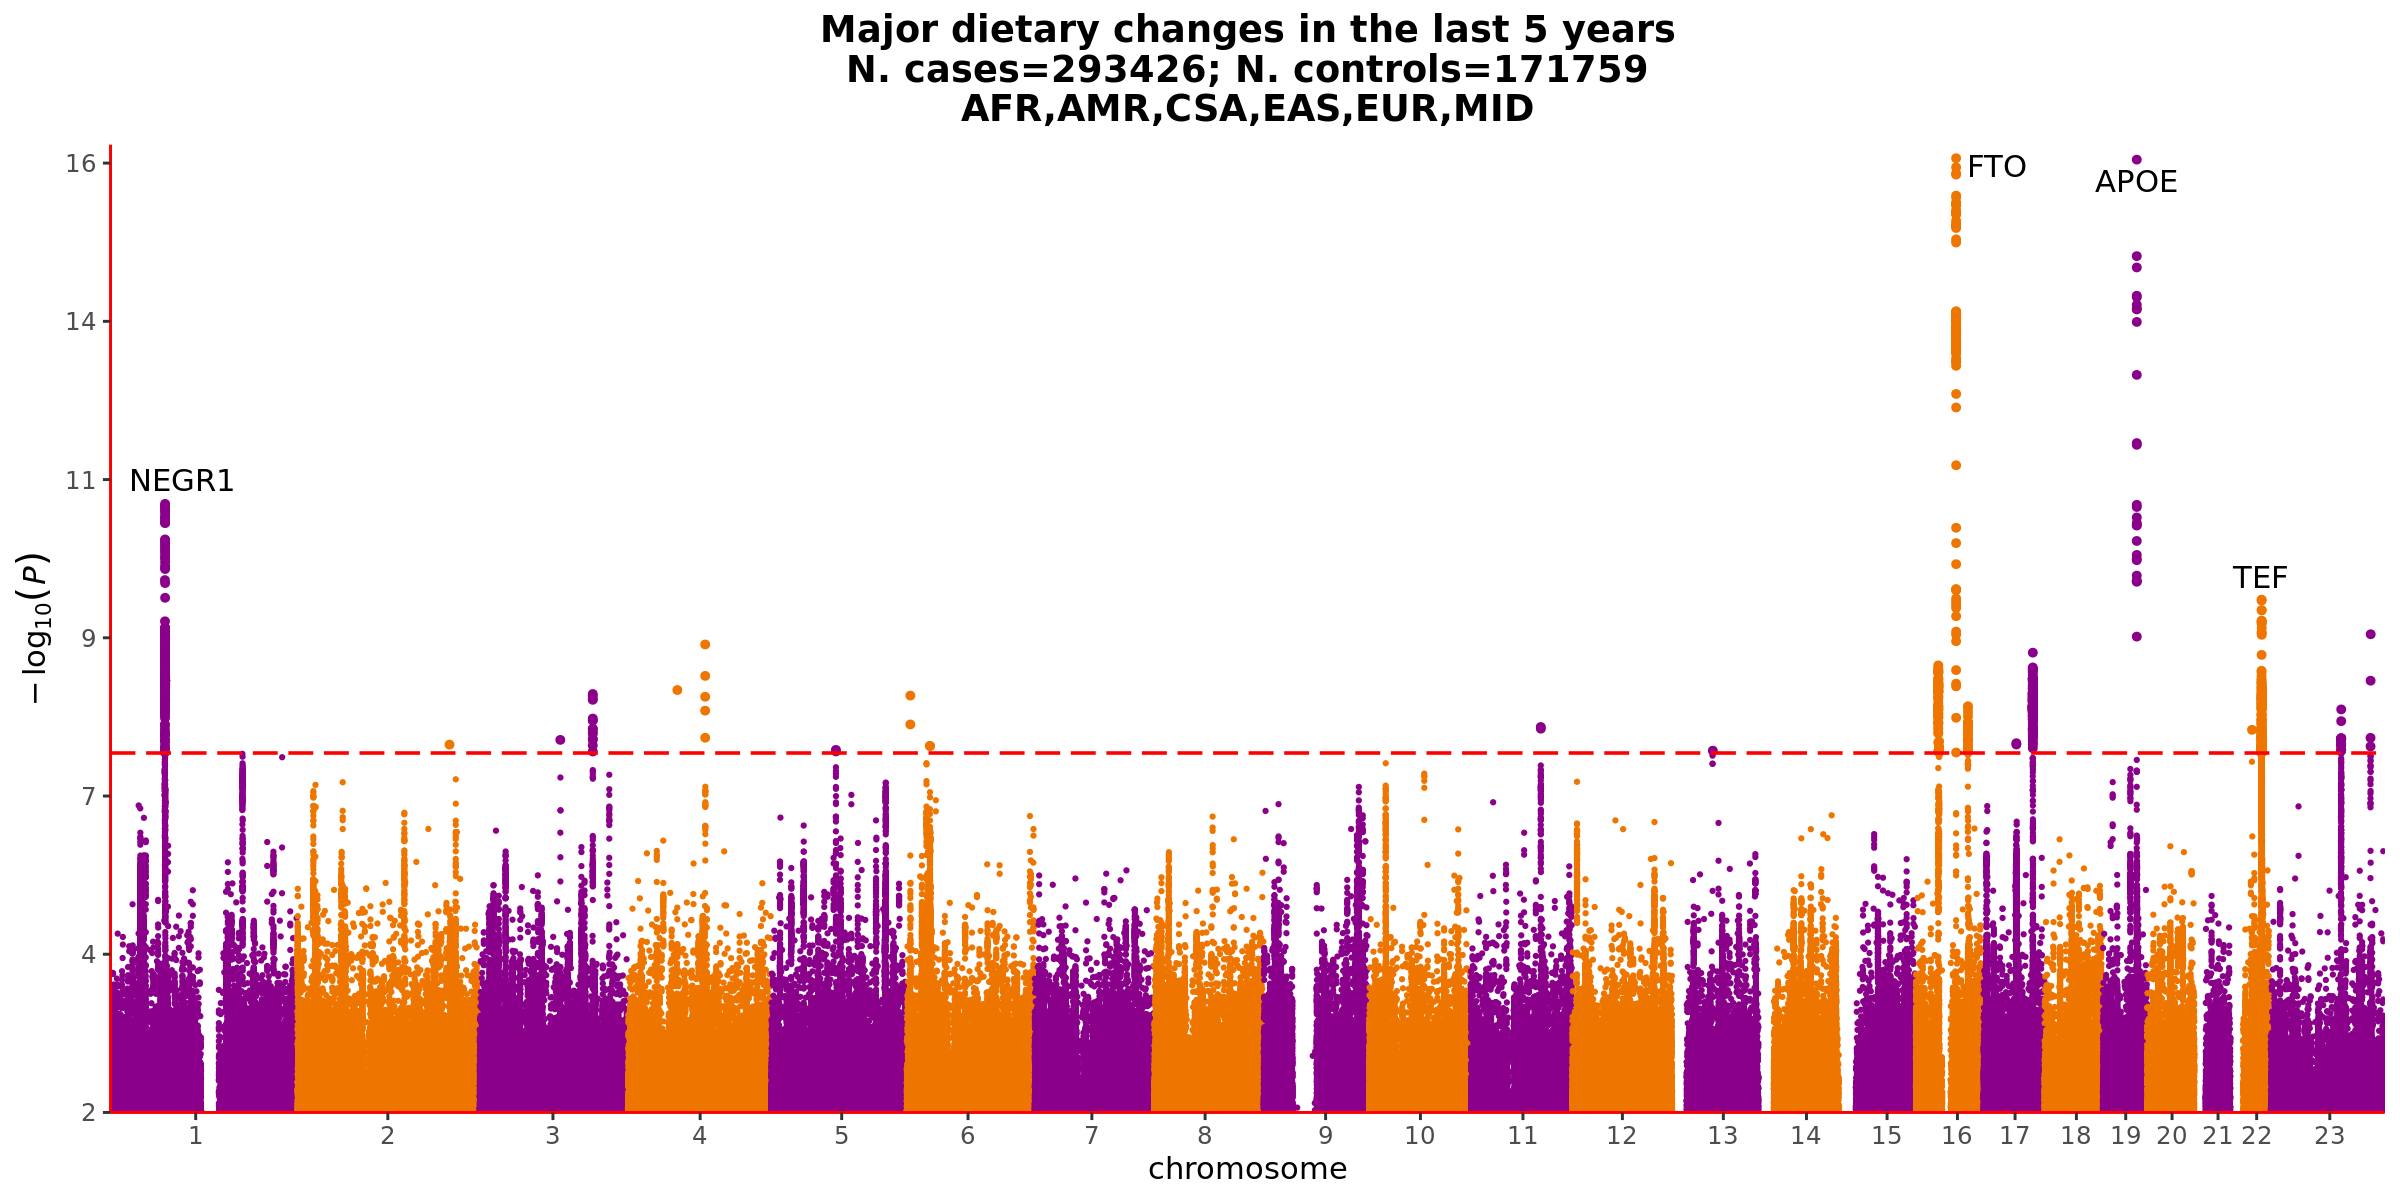 Major dietary changes in the last 5 years
N. cases=293426; N. controls=171759
AFR,AMR,CSA,EAS,EUR,MID
16
FTO
APOE
14
11
NEGR1
TEF
9
7
4
2
−log10(P)
1 2 3 4 5 6 7 8 9 10 11 12 13 14 15 16 17 18 19 20 21 22 23
chromosome